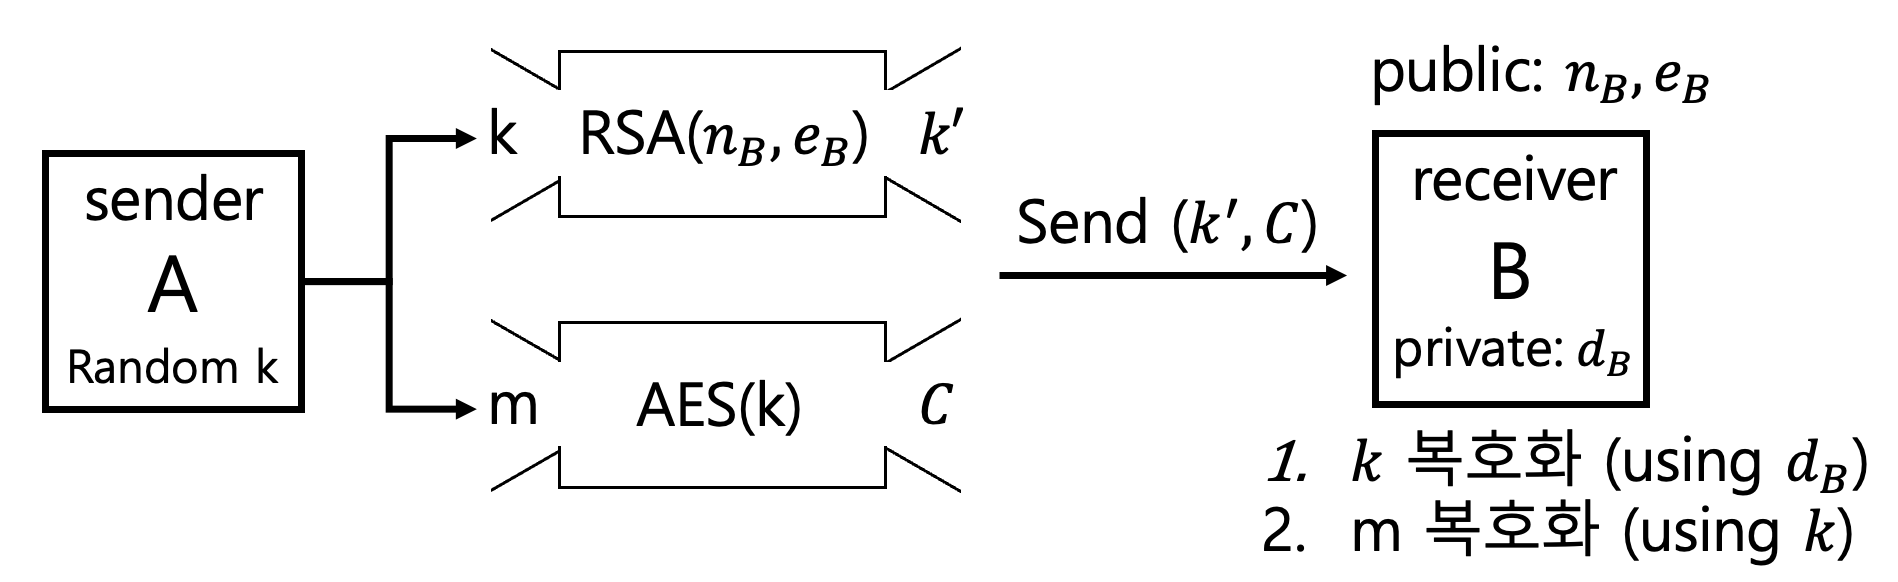 sender
A
Random k
k RSA(n_B, e_B) k′
m AES(k) C
Send (k′, C)
public: n_B, e_B
receiver
B
private: d_B
1. k 복호화 (using d_B)
2. m 복호화 (using k)